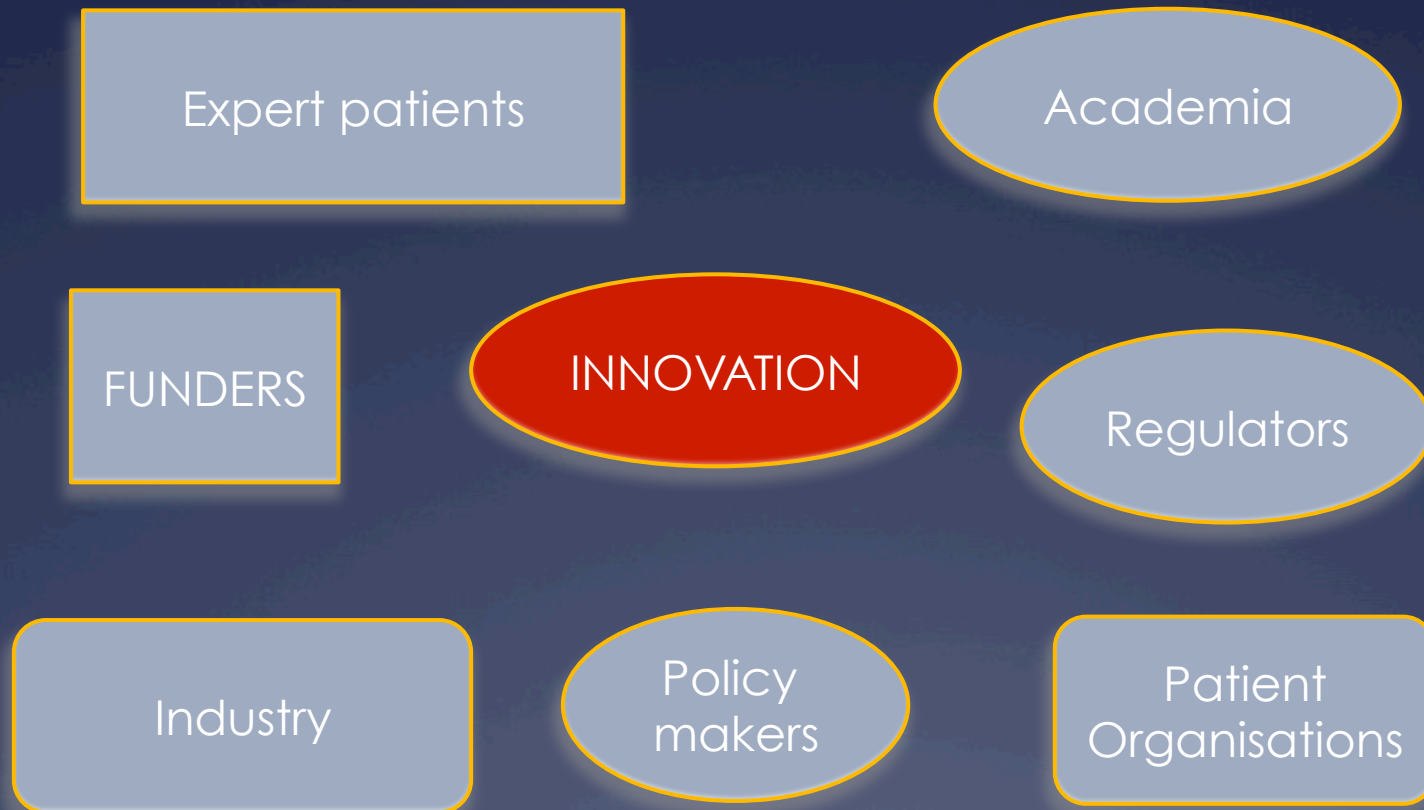 Expert patients
Academia
FUNDERS
INNOVATION
Regulators
Industry
Policy
makers
Patient
Organisations